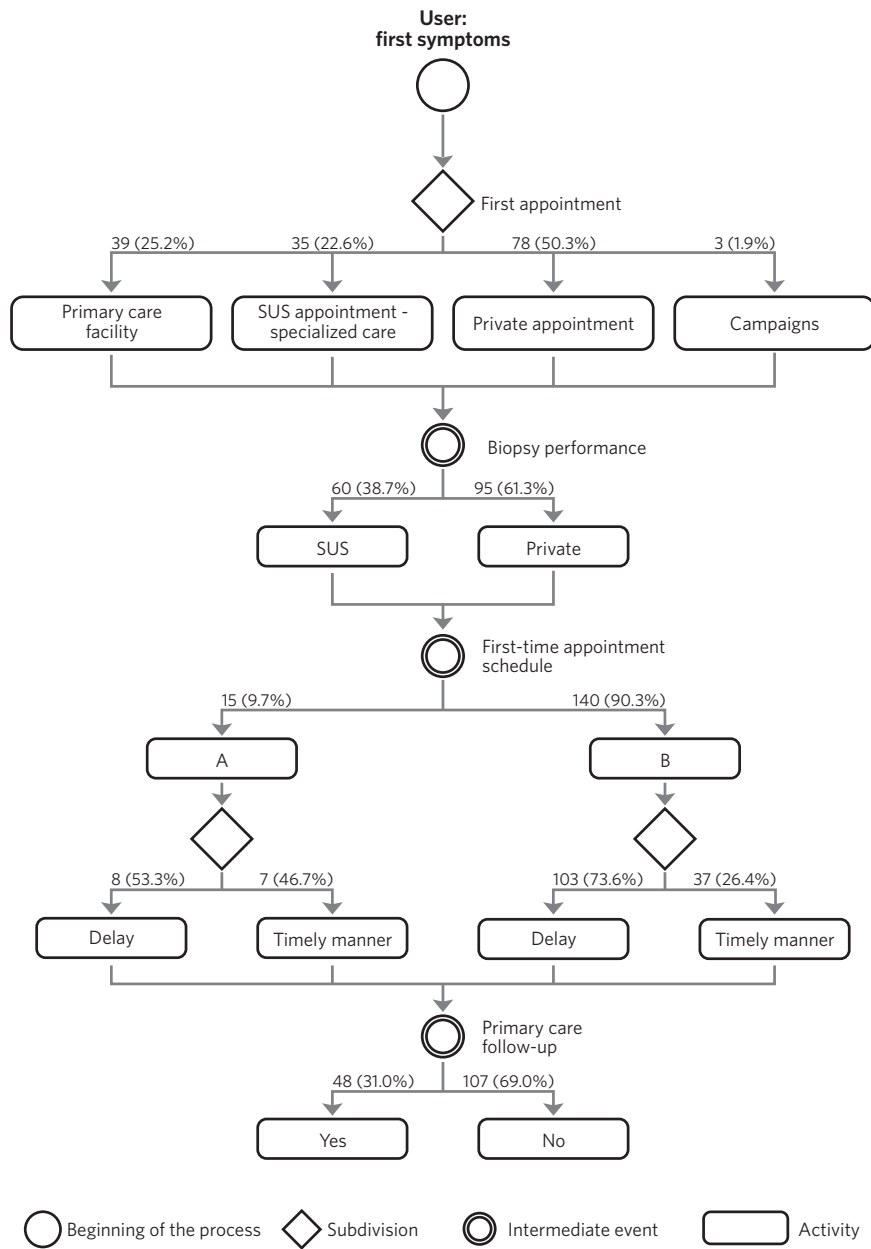 User:
first symptoms
First appointment
39 (25.2%)
35 (22.6%)
78 (50.3%)
3 (1.9%)
Primary care
facility
SUS appointment -
specialized care
Private appointment
Campaigns
Biopsy performance
60 (38.7%)
95 (61.3%)
SUS
Private
First-time appointment
schedule
15 (9.7%)
140 (90.3%)
A
B
8 (53.3%)
7 (46.7%)
103 (73.6%)
37 (26.4%)
Delay
Timely manner
Delay
Timely manner
Primary care
follow-up
48 (31.0%)
107 (69.0%)
Yes
No
Beginning of the process
Subdivision
Intermediate event
Activity